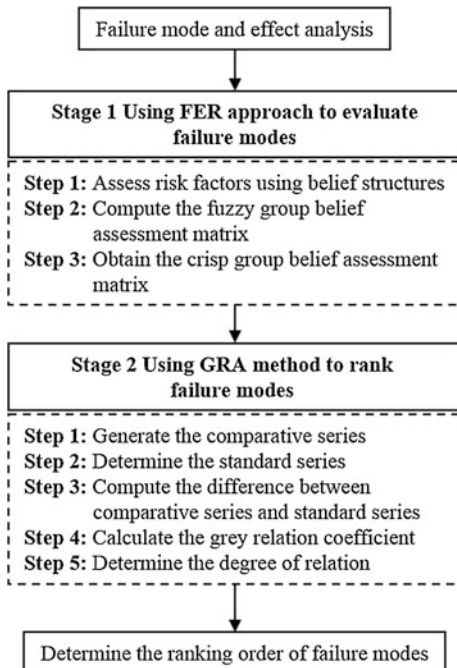 Failure mode and effect analysis
Stage 1 Using FER approach to evaluate
failure modes
Step 1: Assess risk factors using belief structures
Step 2: Compute the fuzzy group belief
assessment matrix
Step 3: Obtain the crisp group belief assessment
matrix
Stage 2 Using GRA method to rank
failure modes
Step 1: Generate the comparative series
Step 2: Determine the standard series
Step 3: Compute the difference between
comparative series and standard series
Step 4: Calculate the grey relation coefficient
Step 5: Determine the degree of relation
Determine the ranking order of failure modes